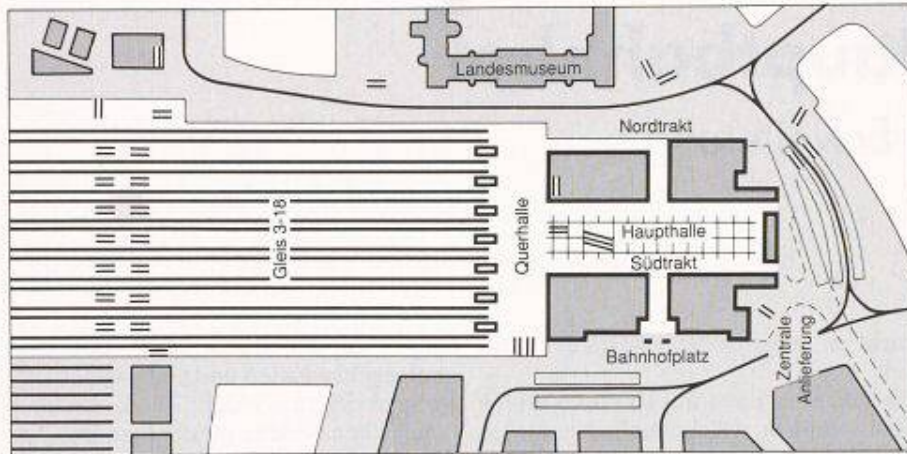 Landesmuseum
Nordtrakt
Gleis 3-18
Querhalle
Haupthalle
Südtrakt
Bahnhofplatz
Zentrale
Anlieferung